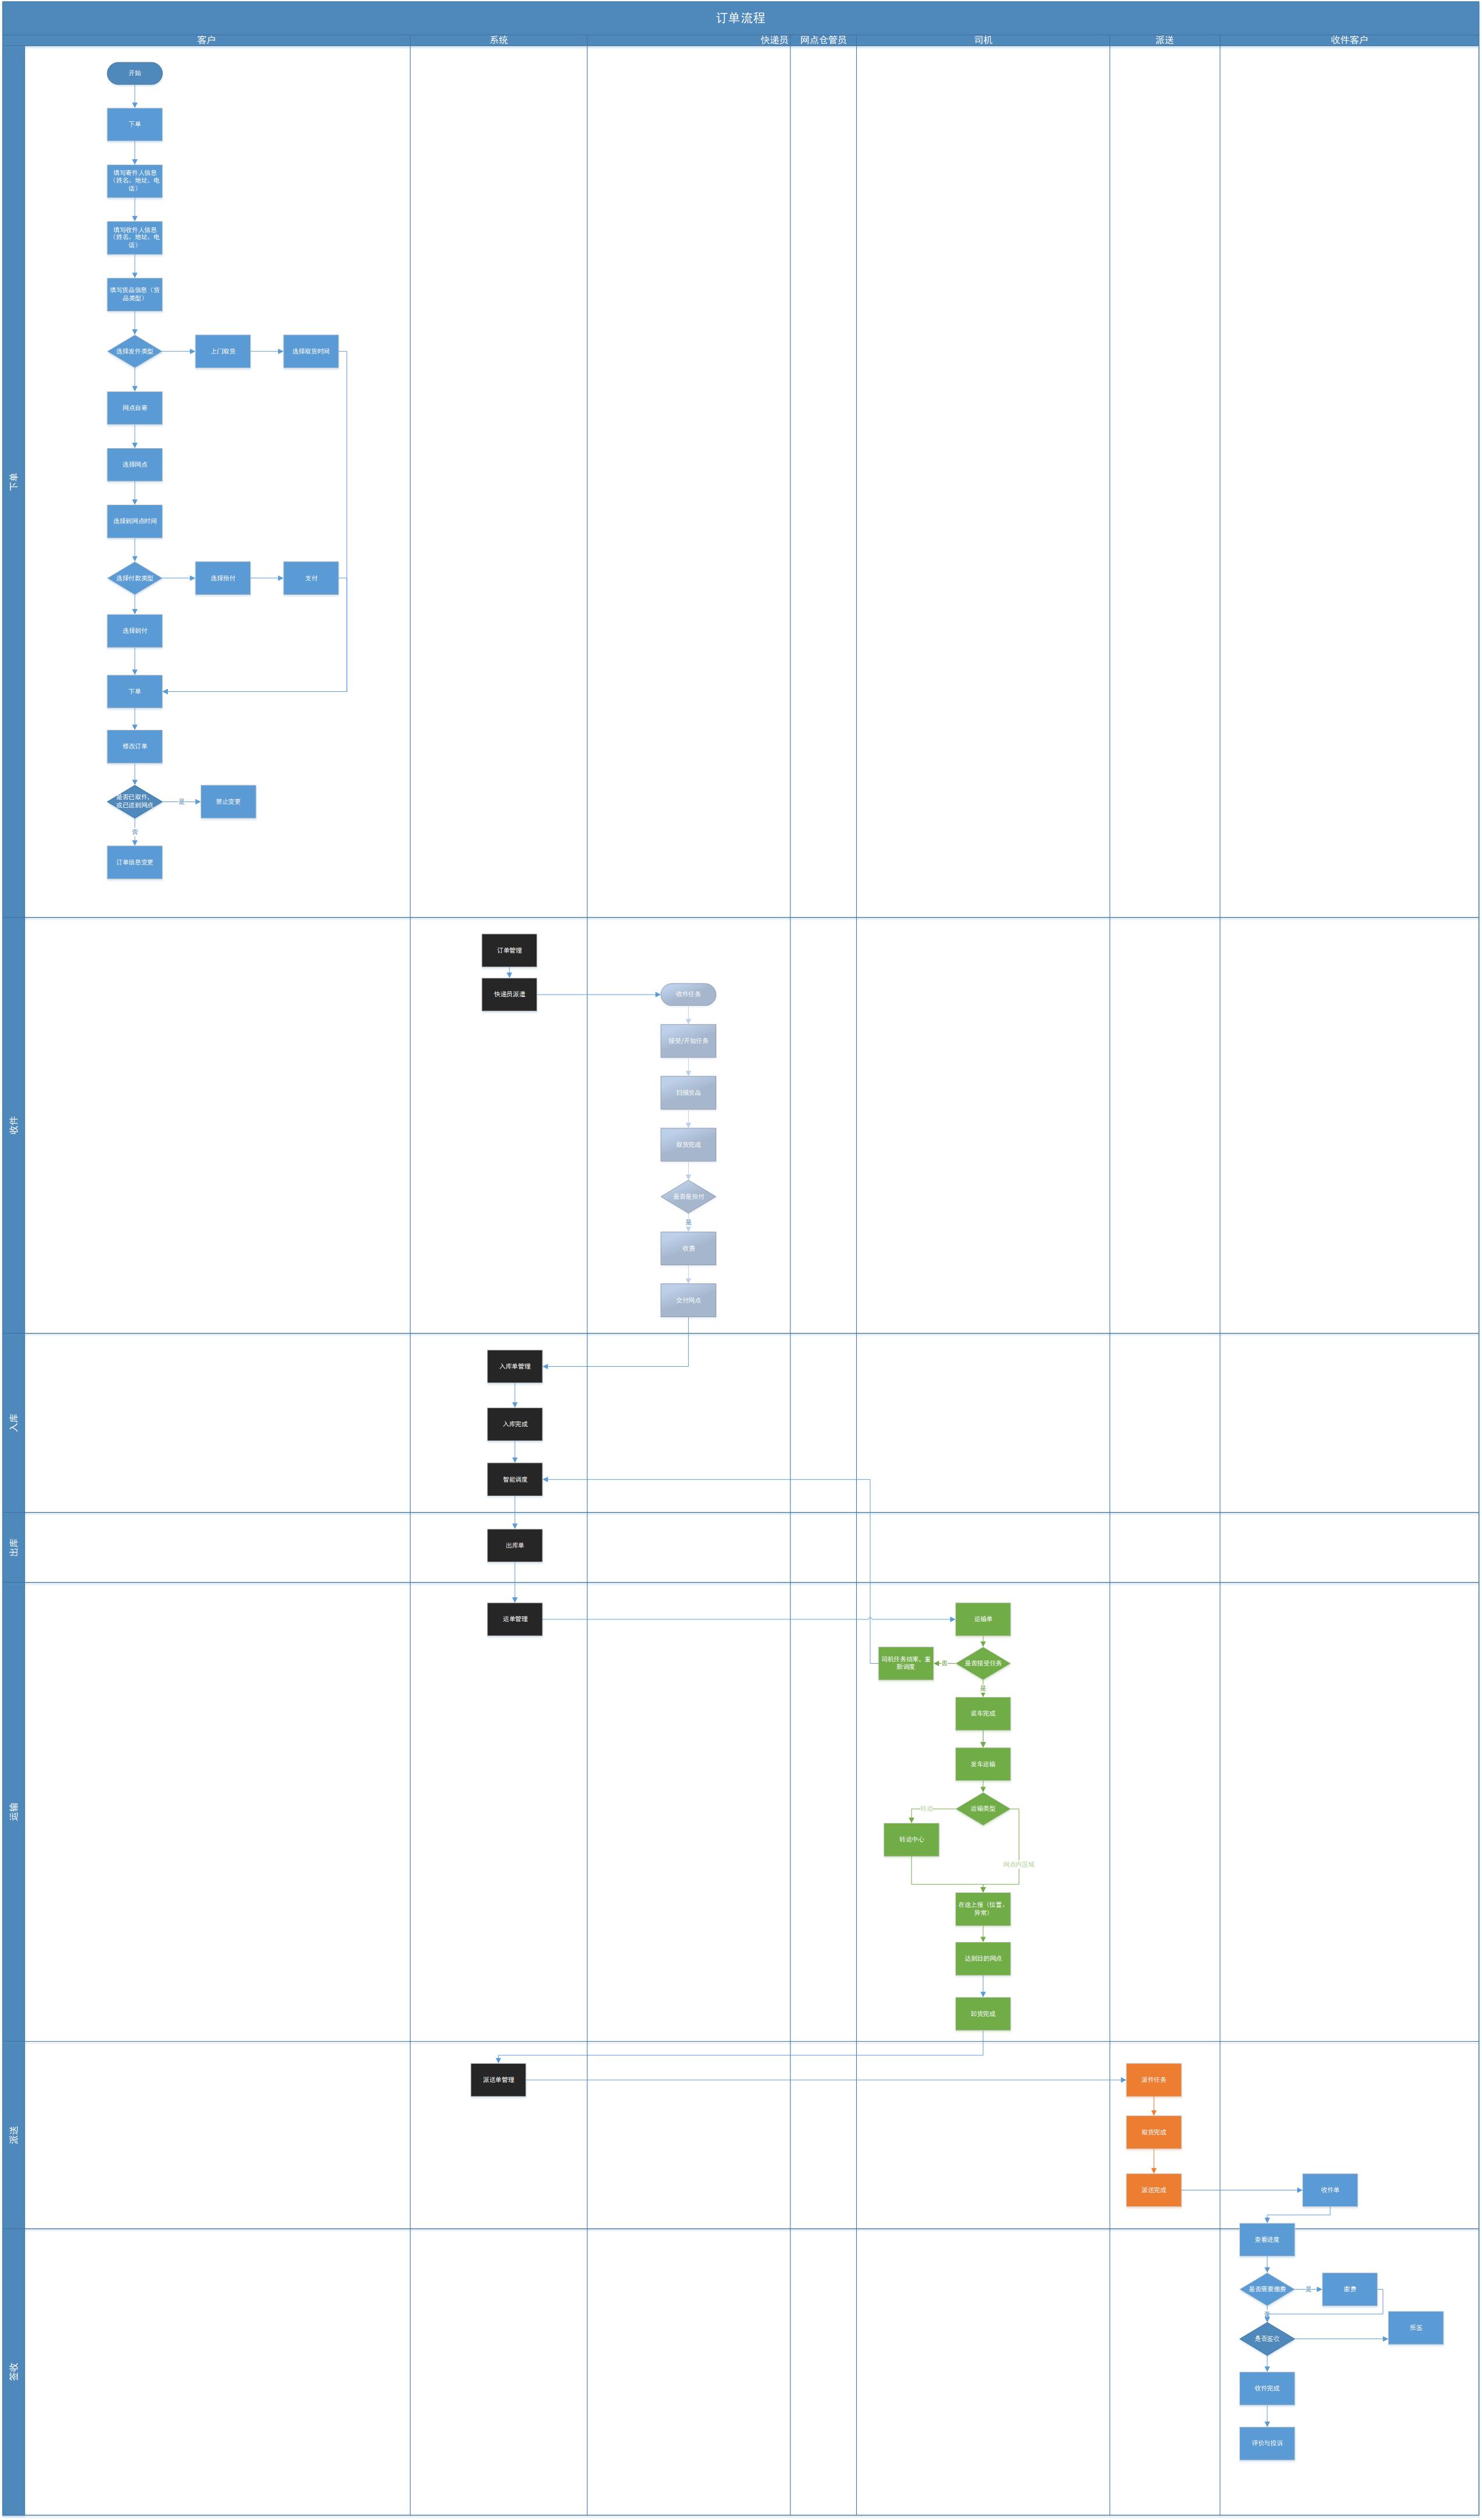 订单流程
客户
系统
快递员
网点仓管员
司机
派送
收件客户
下单
开始
下单
填写寄件人信息
（姓名、地址、电
话）
填写收件人信息
（姓名、地址、电
话）
填写货品信息（货
品类型）
选择发件类型
上门取货
选择取货时间
网点自寄
选择网点
选择到网点时间
选择付款类型
选择预付
支付
选择到付
下单
修改订单
是否已取件，
或已送到网点
是
禁止变更
否
订单信息变更
收件
订单管理
快递员派遣
收件任务
接受/开始任务
扫描货品
取货完成
是否是预付
是
收费
交付网点
入库
入库单管理
入库完成
智能调度
出库
出库单
运输
运单管理
运输单
是否接受任务
否
司机任务结束，重
新调度
是
装车完成
发车运输
运输类型
转运
转运中心
网点内区域
在途上报（位置，
异常）
达到目的网点
卸货完成
派送
派送单管理
派件任务
取货完成
派送完成
收件单
签收
查看进度
是否需要缴费
是
缴费
否
是否签收
拒签
收件完成
评价与投诉